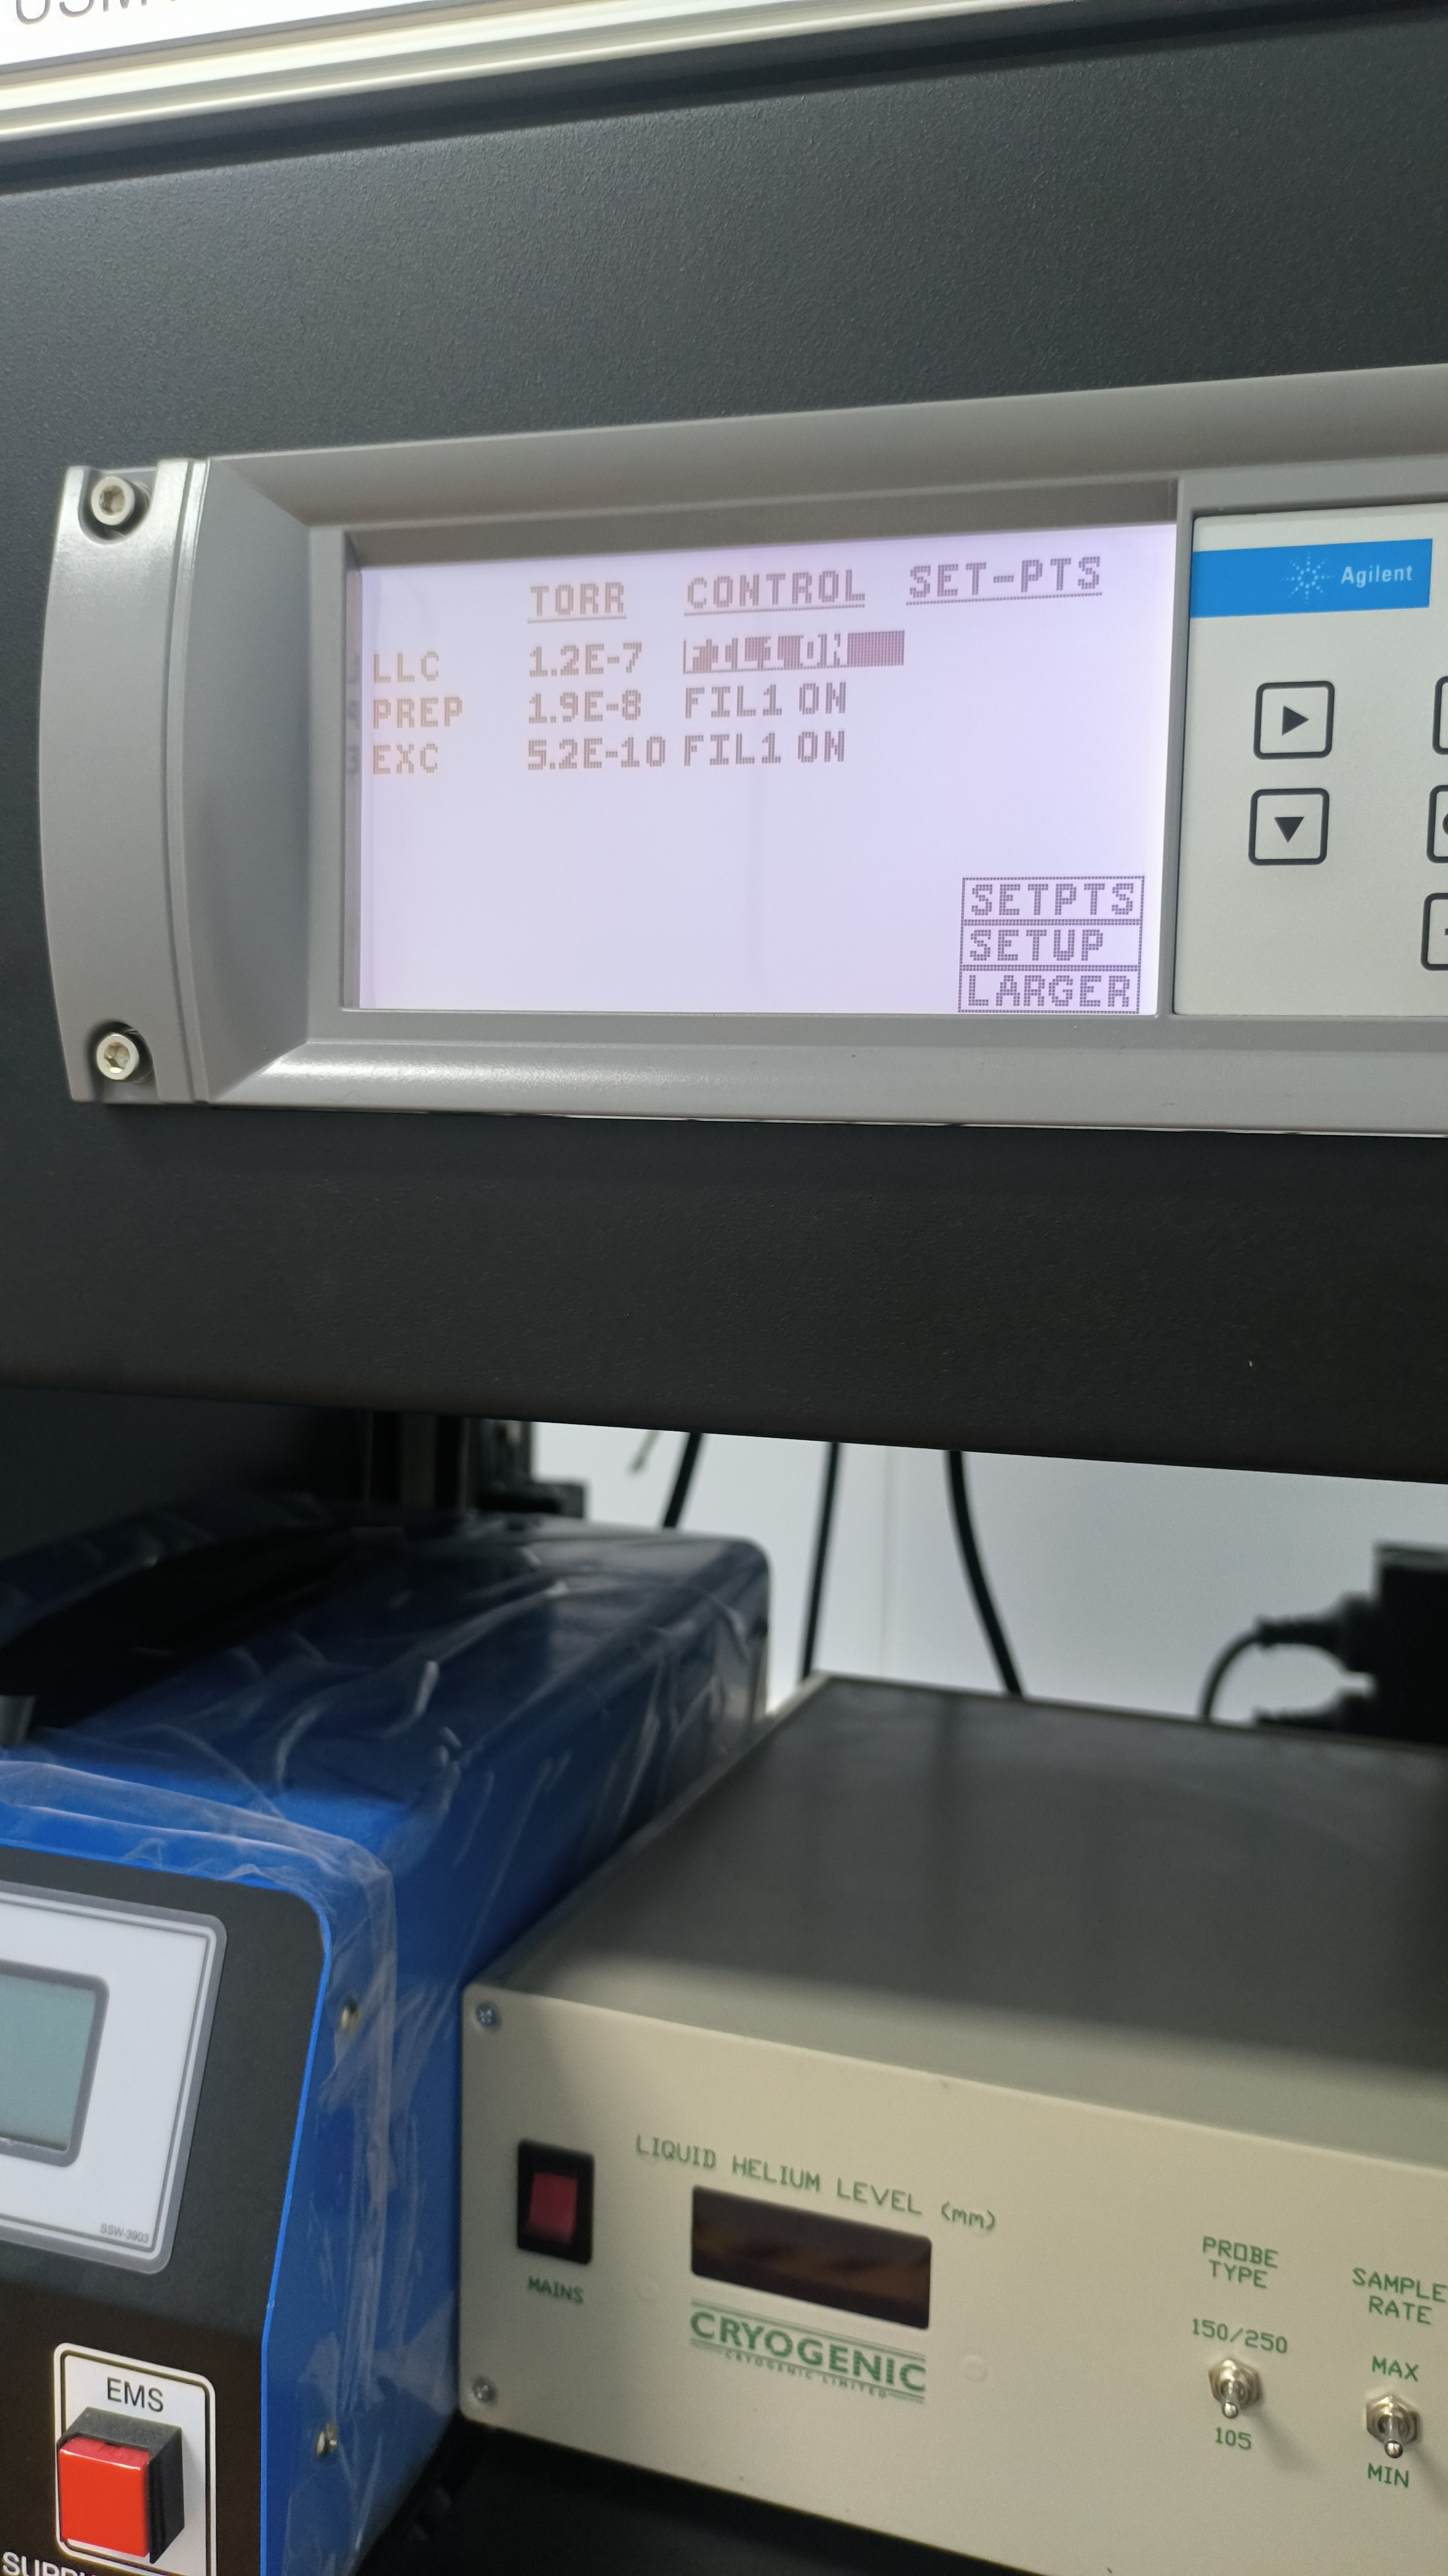 TORR CONTROL SET-PTS
LLC 1.2E-7 FIL1 ON
PREP 1.9E-8 FIL1 ON
EXC 5.2E-10 FIL1 ON
SETPTS
SETUP
LARGER
Agilent
SSW-3903
EMS
LIQUID HELIUM LEVEL (mm)
MAINS
CRYOGENIC
CRYOGENIC LIMITED
PROBE
TYPE
150/250
105
SAMPLE
RATE
MAX
MIN